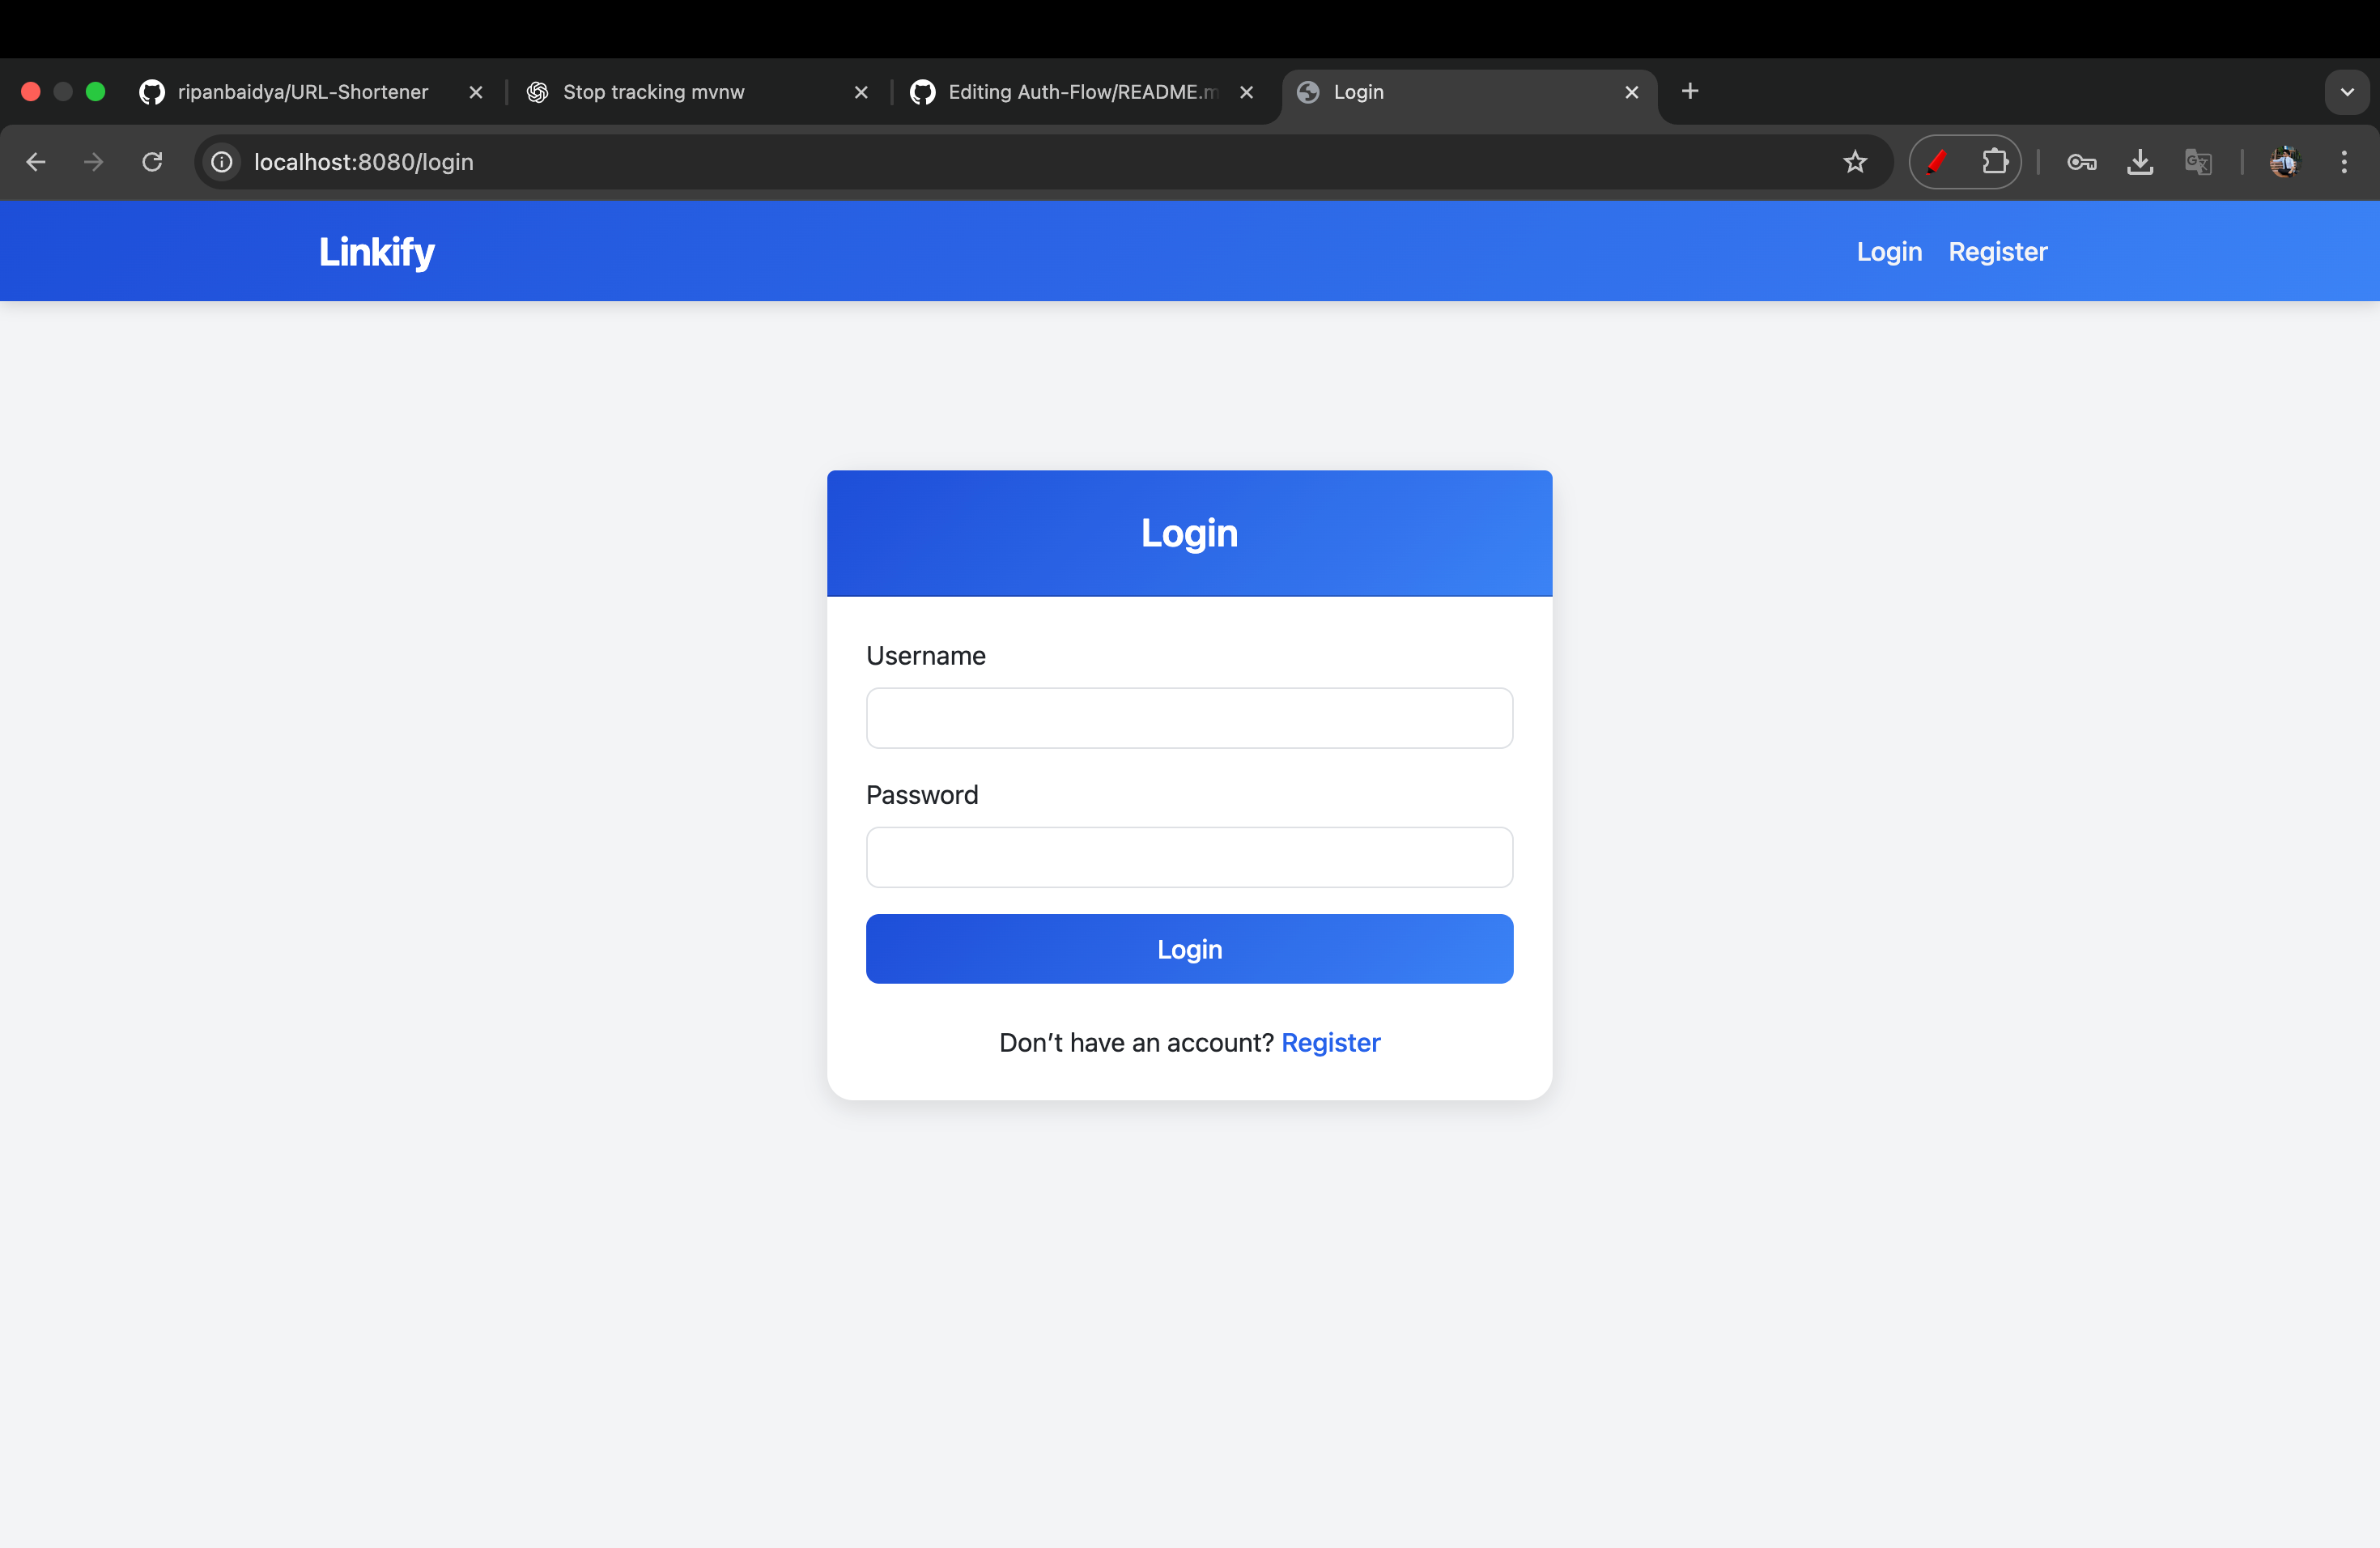 ripanbaidya/URL-Shortener
Stop tracking mvnw
Editing Auth-Flow/README.m
Login
localhost:8080/login
Linkify
Login Register
Login
Username
Password
Login
Don't have an account? Register